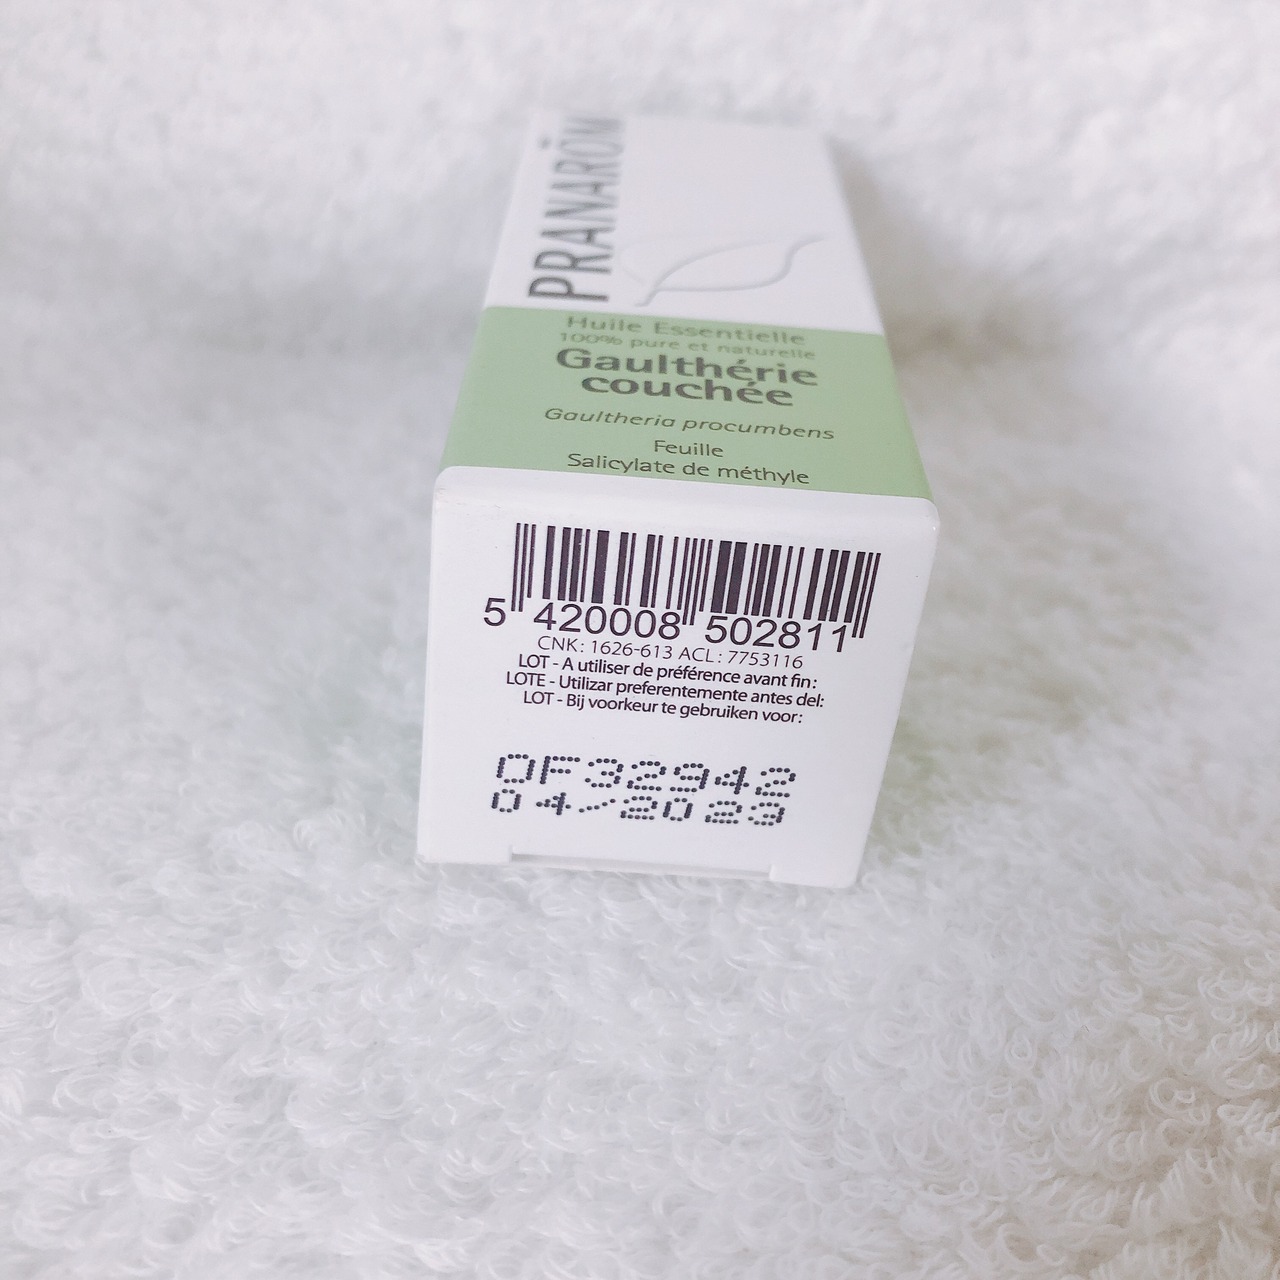 PRANARŌM
Huile Essentielle
100% pure et naturelle
Gaulthérie
couchée
Gaultheria procumbens
Feuille
Salicylate de méthyle
5 420008 502811
CNK: 1626-613 ACL: 7753116
LOT - A utiliser de préférence avant fin:
LOTE - Utilizar preferentemente antes del:
LOT - Bij voorkeur te gebruiken voor:
OF32942
04/2023